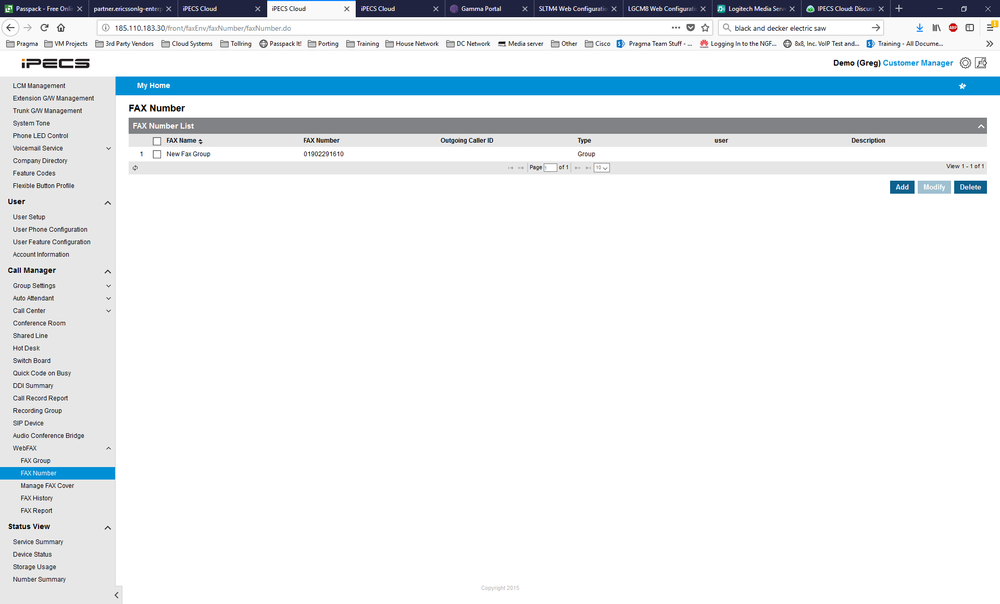 Passpack - Free Onli
partner.ericssonlg-enterp
iPECS Cloud
iPECS Cloud
iPECS Cloud
Gamma Portal
SLTM4 Web Configuratio
LGCM8 Web Configurati
Logitech Media Serve
IPECS Cloud: Discuss
185.110.183.30/front/faxEnv/faxNumber/faxNumber.do
black and decker electric saw
ABP
Pragma
VM Projects
3rd Party Vendors
Cloud Systems
Tollring
Passpack It!
Porting
Training
House Network
DC Network
Media server
Other
Cisco
Pragma Team Stuff - ...
Logging In to the NGF...
8x8, Inc. VoIP Test and...
Training - All Docume...
iPECS
Demo (Greg) Customer Manager
My Home
LCM Management
Extension G/W Management
Trunk G/W Management
System Tone
Phone LED Control
Voicemail Service
Company Directory
Feature Codes
Flexible Button Profile
User
User Setup
User Phone Configuration
User Feature Configuration
Account Information
Call Manager
Group Settings
Auto Attendant
Call Center
Conference Room
Shared Line
Hot Desk
Switch Board
Quick Code on Busy
DDI Summary
Call Record Report
Recording Group
SIP Device
Audio Conference Bridge
WebFAX
FAX Group
FAX Number
Manage FAX Cover
FAX History
FAX Report
Status View
Service Summary
Device Status
Storage Usage
Number Summary
FAX Number
FAX Number List
FAX Name FAX Number Outgoing Caller ID Type user Description
1 New Fax Group 01902291610 Group
Page 1 of 1 10 View 1 - 1 of 1
Add Modify Delete
Copyright 2015